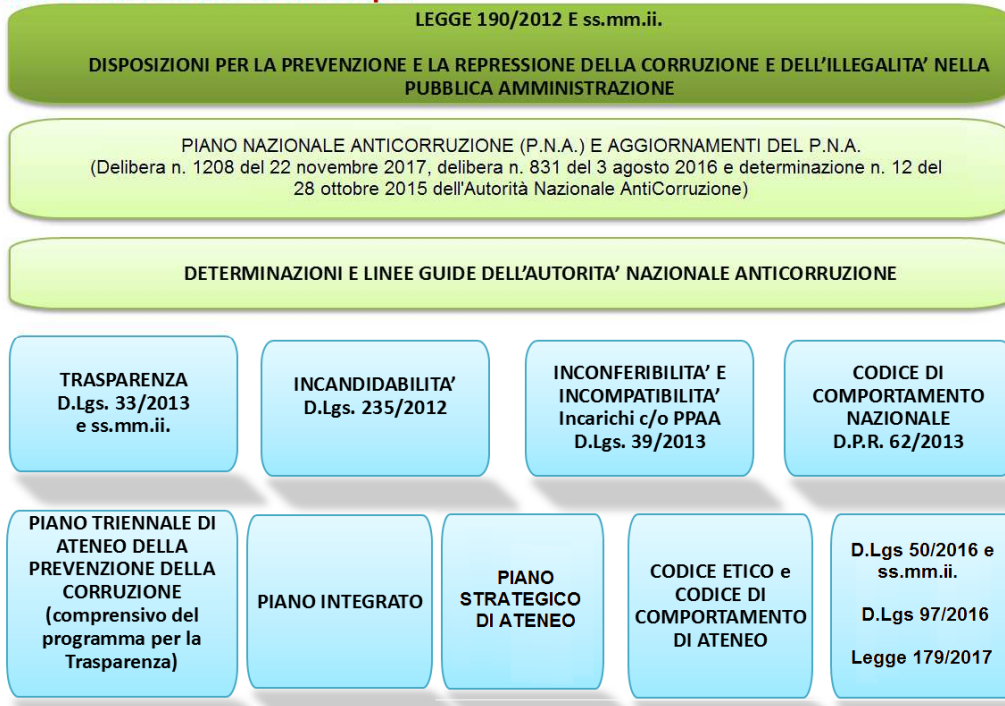 LEGGE 190/2012 E ss.mm.ii.
DISPOSIZIONI PER LA PREVENZIONE E LA REPRESSIONE DELLA CORRUZIONE E DELL'ILLEGALITA' NELLA
PUBBLICA AMMINISTRAZIONE
PIANO NAZIONALE ANTICORRUZIONE (P.N.A.) E AGGIORNAMENTI DEL P.N.A.
(Delibera n. 1208 del 22 novembre 2017, delibera n. 831 del 3 agosto 2016 e determinazione n. 12 del
28 ottobre 2015 dell'Autorità Nazionale AntiCorruzione)
DETERMINAZIONI E LINEE GUIDE DELL'AUTORITA' NAZIONALE ANTICORRUZIONE
TRASPARENZA
D.Lgs. 33/2013
e ss.mm.ii.
INCANDIDABILITA'
D.Lgs. 235/2012
INCONFERIBILITA' E
INCOMPATIBILITA'
Incarichi c/o PPAA
D.Lgs. 39/2013
CODICE DI
COMPORTAMENTO
NAZIONALE
D.P.R. 62/2013
PIANO TRIENNALE DI
ATENEO DELLA
PREVENZIONE DELLA
CORRUZIONE
(comprensivo del
programma per la
Trasparenza)
PIANO INTEGRATO
PIANO
STRATEGICO
DI ATENEO
CODICE ETICO e
CODICE DI
COMPORTAMENTO
DI ATENEO
D.Lgs 50/2016 e
ss.mm.ii.
D.Lgs 97/2016
Legge 179/2017